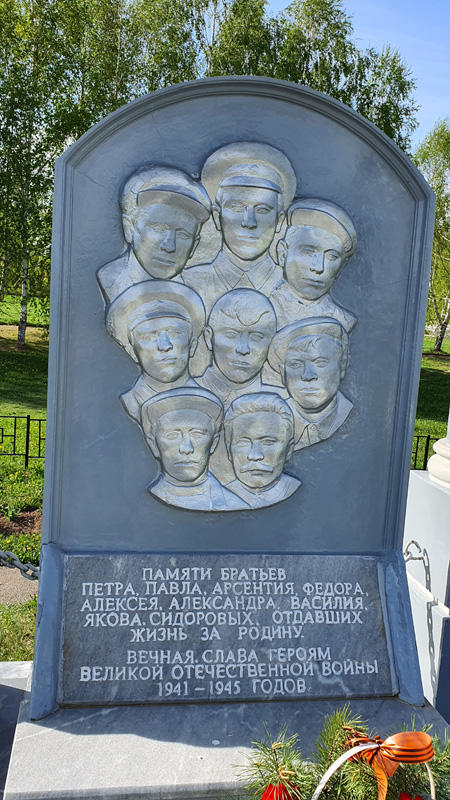 ПАМЯТИ БРАТЬЕВ
ПЕТРА, ПАВЛА, АРСЕНТИЯ, ФЕДОРА,
АЛЕКСЕЯ, АЛЕКСАНДРА, ВАСИЛИЯ,
ЯКОВА, СИДОРОВЫХ, ОТДАВШИХ
ЖИЗНЬ ЗА РОДИНУ.
ВЕЧНАЯ СЛАВА ГЕРОЯМ
ВЕЛИКОЙ ОТЕЧЕСТВЕННОЙ ВОЙНЫ
1941 – 1945 ГОДОВ